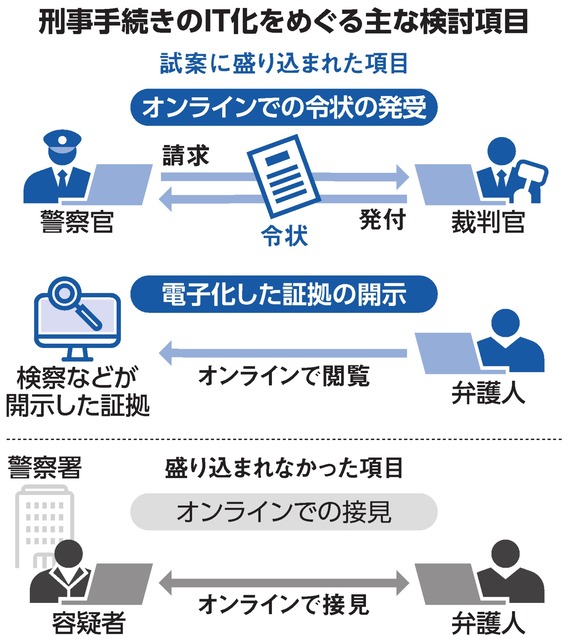 刑事手続きのIT化をめぐる主な検討項目
試案に盛り込まれた項目
オンラインでの令状の発受
請求
発付
令状
警察官
裁判官
電子化した証拠の開示
オンラインで閲覧
検察などが
開示した証拠
弁護人
警察署
盛り込まれなかった項目
オンラインでの接見
オンラインで接見
容疑者
弁護人